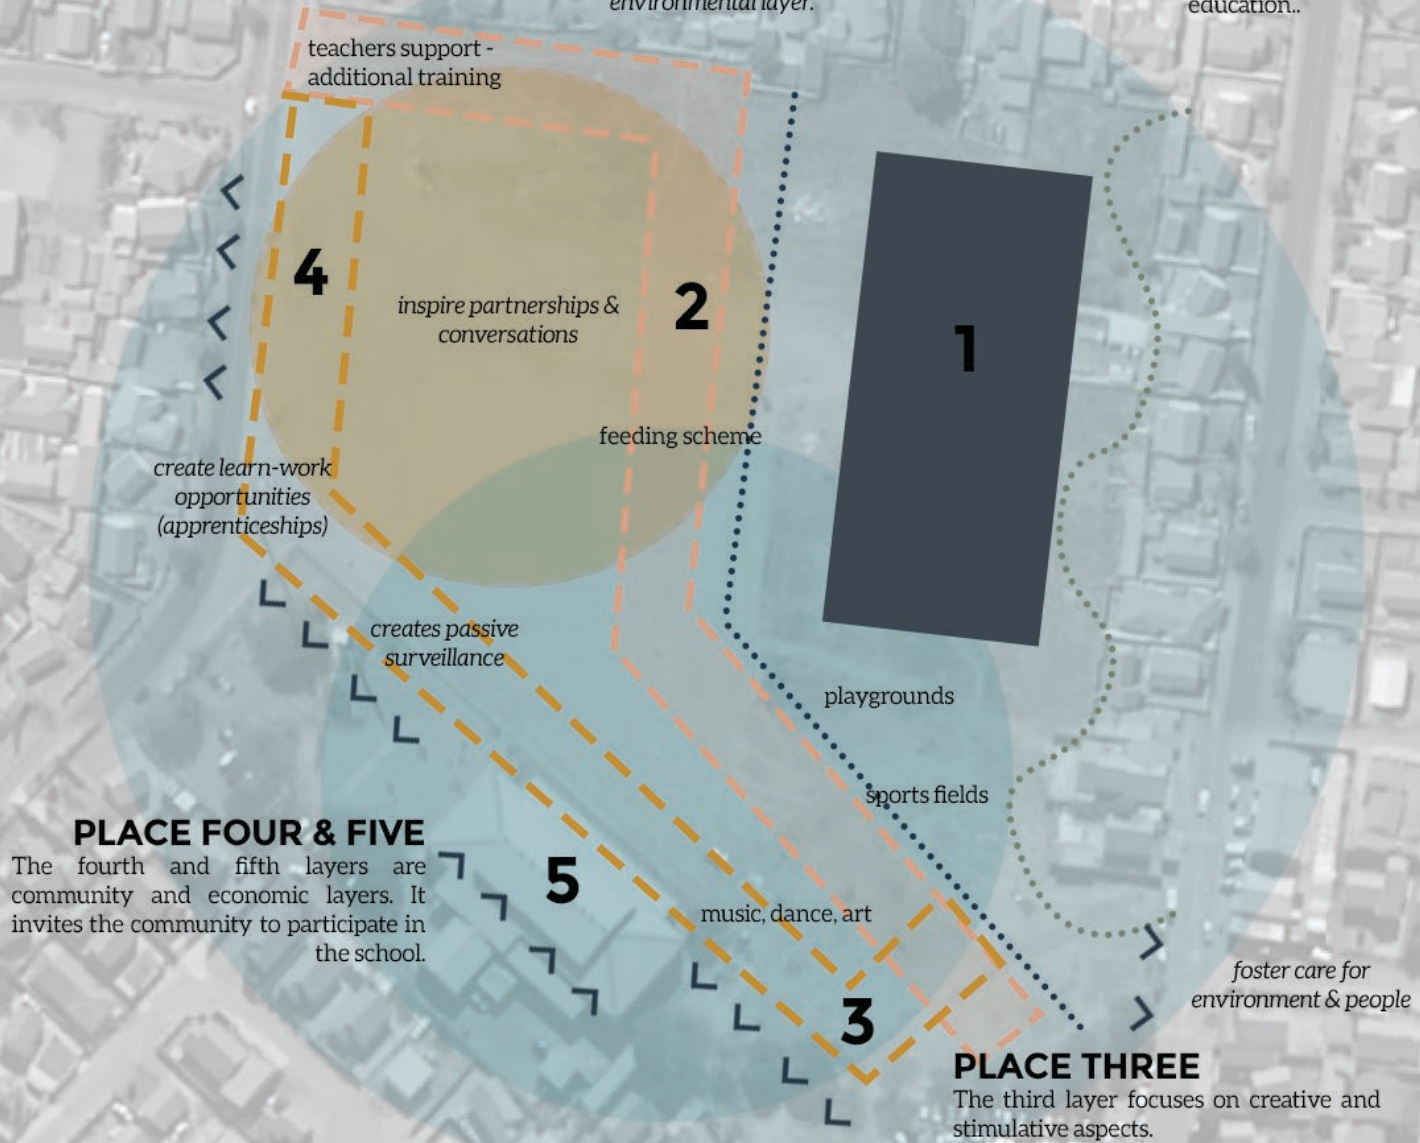 environmental layer.
education..
teachers support -
additional training
4
inspire partnerships &
conversations
2
1
feeding scheme
create learn-work
opportunities
(apprenticeships)
creates passive
surveillance
playgrounds
sports fields
PLACE FOUR & FIVE
The fourth and fifth layers are
community and economic layers. It
invites the community to participate in
the school.
5
music, dance, art
foster care for
environment & people
3
PLACE THREE
The third layer focuses on creative and
stimulative aspects.